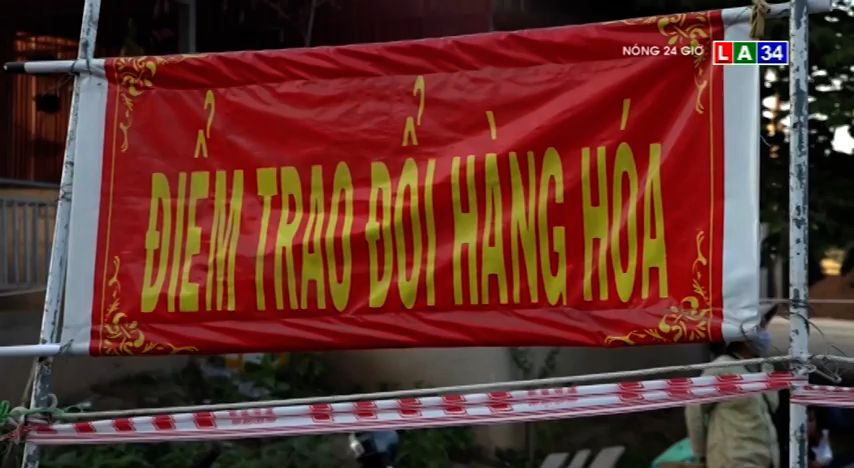 NÓNG 24 GIỜ LA34
ĐIỂM TRAO ĐỔI HÀNG HÓA